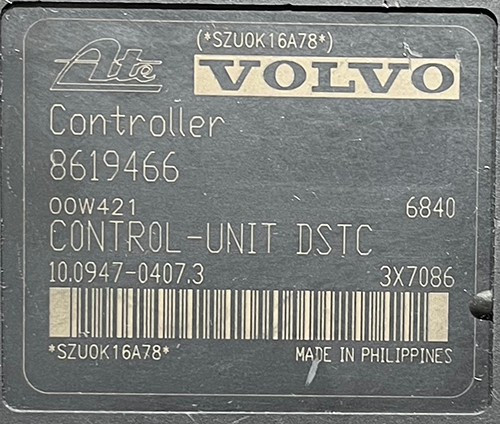 (*SZU0K16A78*)
Ate VOLVO
Controller
8619466
00W421 6840
CONTROL-UNIT DSTC
10.0947-0407.3 3X7086
*SZU0K16A78* MADE IN PHILIPPINES